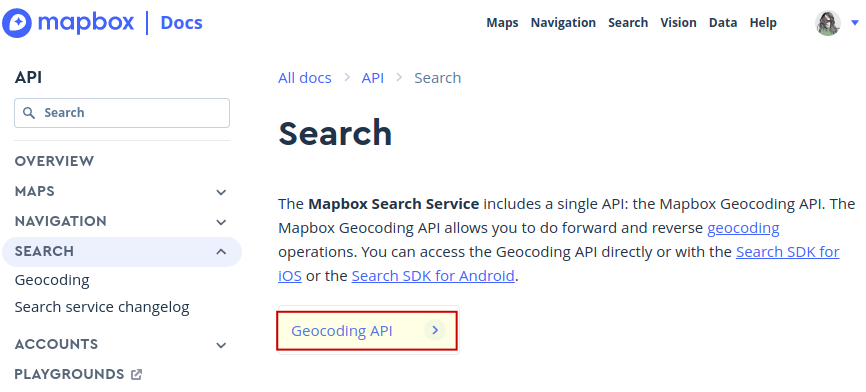 mapbox | Docs
Maps Navigation Search Vision Data Help
API
Search
OVERVIEW
MAPS
NAVIGATION
SEARCH
Geocoding
Search service changelog
ACCOUNTS
PLAYGROUNDS
All docs > API > Search
Search
The Mapbox Search Service includes a single API: the Mapbox Geocoding API. The
Mapbox Geocoding API allows you to do forward and reverse geocoding
operations. You can access the Geocoding API directly or with the Search SDK for
iOS or the Search SDK for Android.
Geocoding API